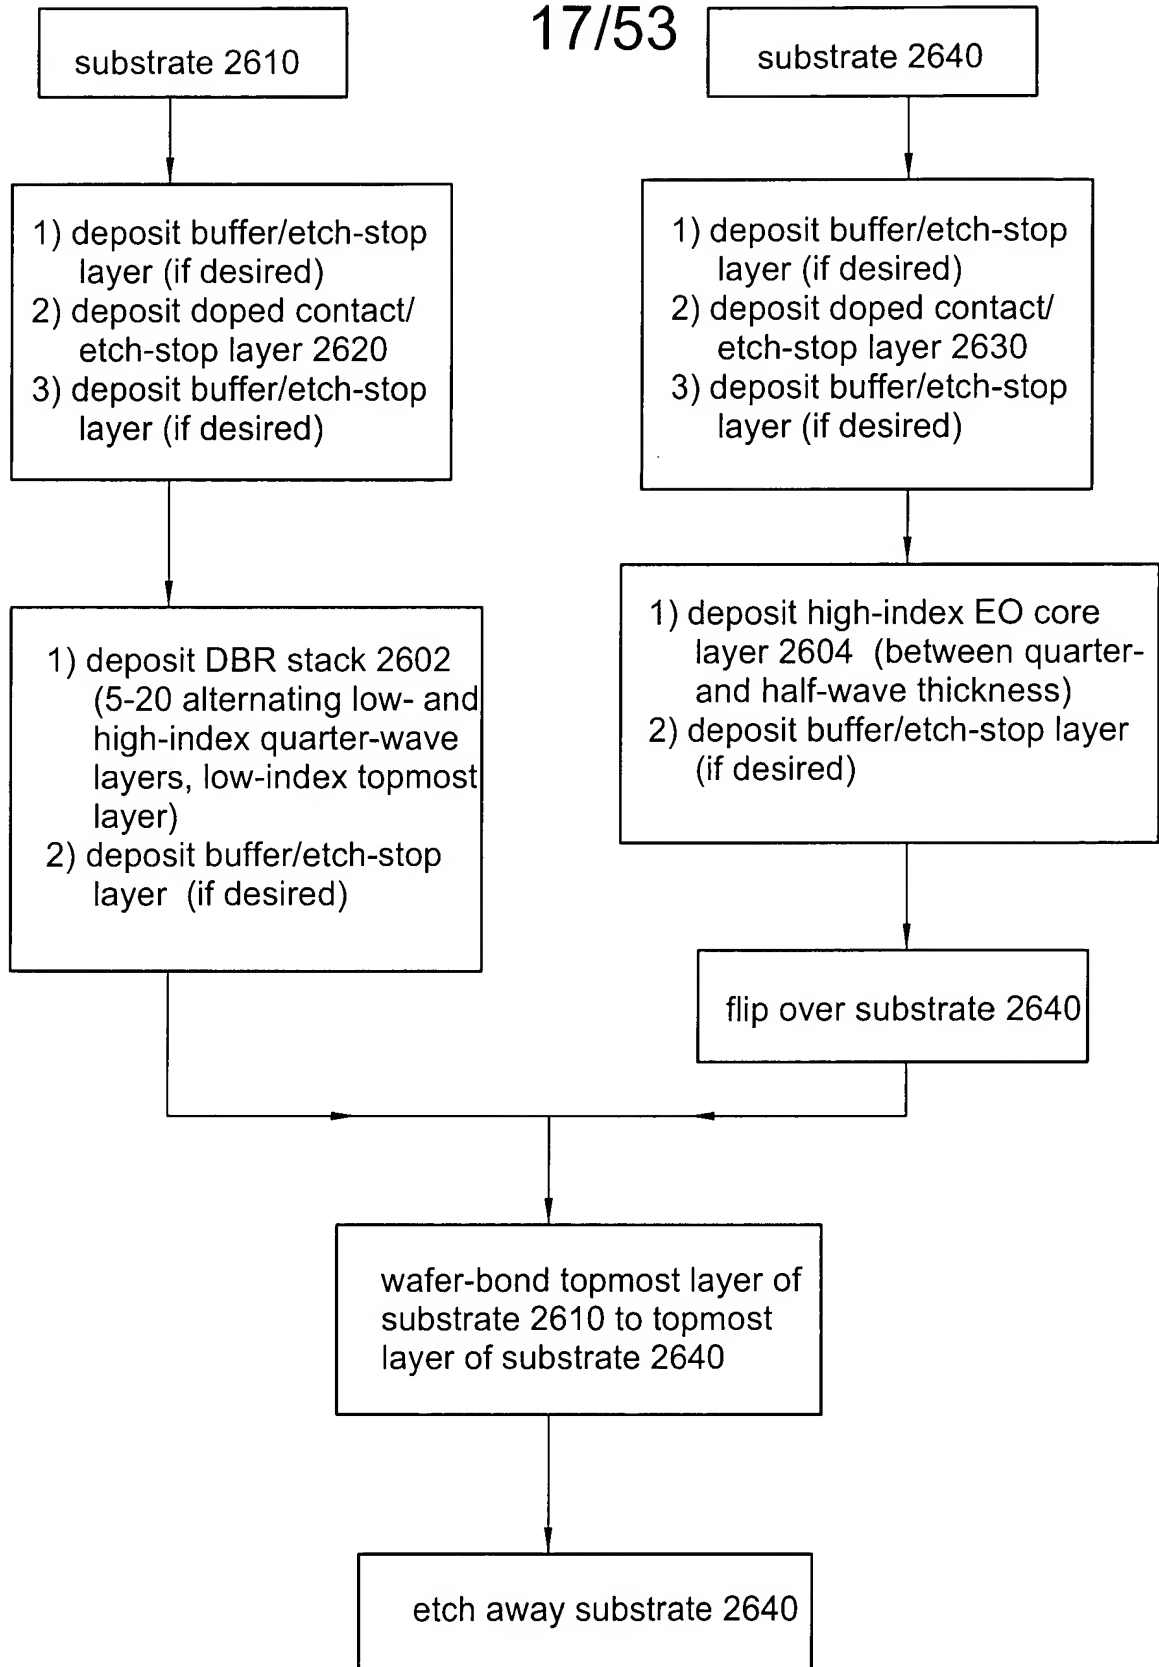 17/53
substrate 2610
substrate 2640
1) deposit buffer/etch-stop
layer (if desired)
2) deposit doped contact/
etch-stop layer 2620
3) deposit buffer/etch-stop
layer (if desired)
1) deposit buffer/etch-stop
layer (if desired)
2) deposit doped contact/
etch-stop layer 2630
3) deposit buffer/etch-stop
layer (if desired)
1) deposit DBR stack 2602
(5-20 alternating low- and
high-index quarter-wave
layers, low-index topmost
layer)
2) deposit buffer/etch-stop
layer (if desired)
1) deposit high-index EO core
layer 2604 (between quarter-
and half-wave thickness)
2) deposit buffer/etch-stop layer
(if desired)
flip over substrate 2640
wafer-bond topmost layer of
substrate 2610 to topmost
layer of substrate 2640
etch away substrate 2640